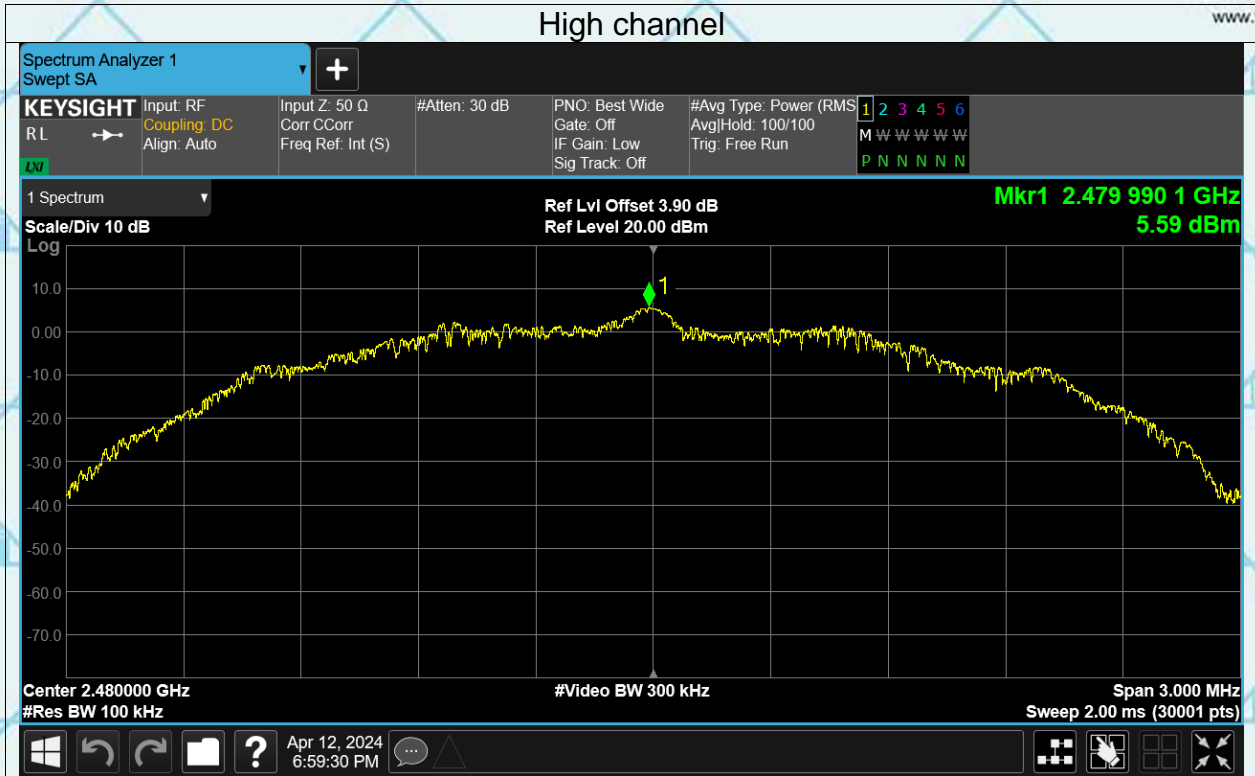 High channel
www.
Spectrum Analyzer 1
Swept SA
KEYSIGHT
R L
LXI
Input: RF
Coupling: DC
Align: Auto
Input Z: 50 Ω
Corr CCorr
Freq Ref: Int (S)
#Atten: 30 dB
PNO: Best Wide
Gate: Off
IF Gain: Low
Sig Track: Off
#Avg Type: Power (RMS
Avg|Hold: 100/100
Trig: Free Run
1 2 3 4 5 6
M W W W W W
P N N N N N
1 Spectrum
Scale/Div 10 dB
Ref Lvl Offset 3.90 dB
Ref Level 20.00 dBm
Mkr1 2.479 990 1 GHz
5.59 dBm
Log
1
10.0
0.00
-10.0
-20.0
-30.0
-40.0
-50.0
-60.0
-70.0
Center 2.480000 GHz
#Res BW 100 kHz
#Video BW 300 kHz
Span 3.000 MHz
Sweep 2.00 ms (30001 pts)
?
Apr 12, 2024
6:59:30 PM